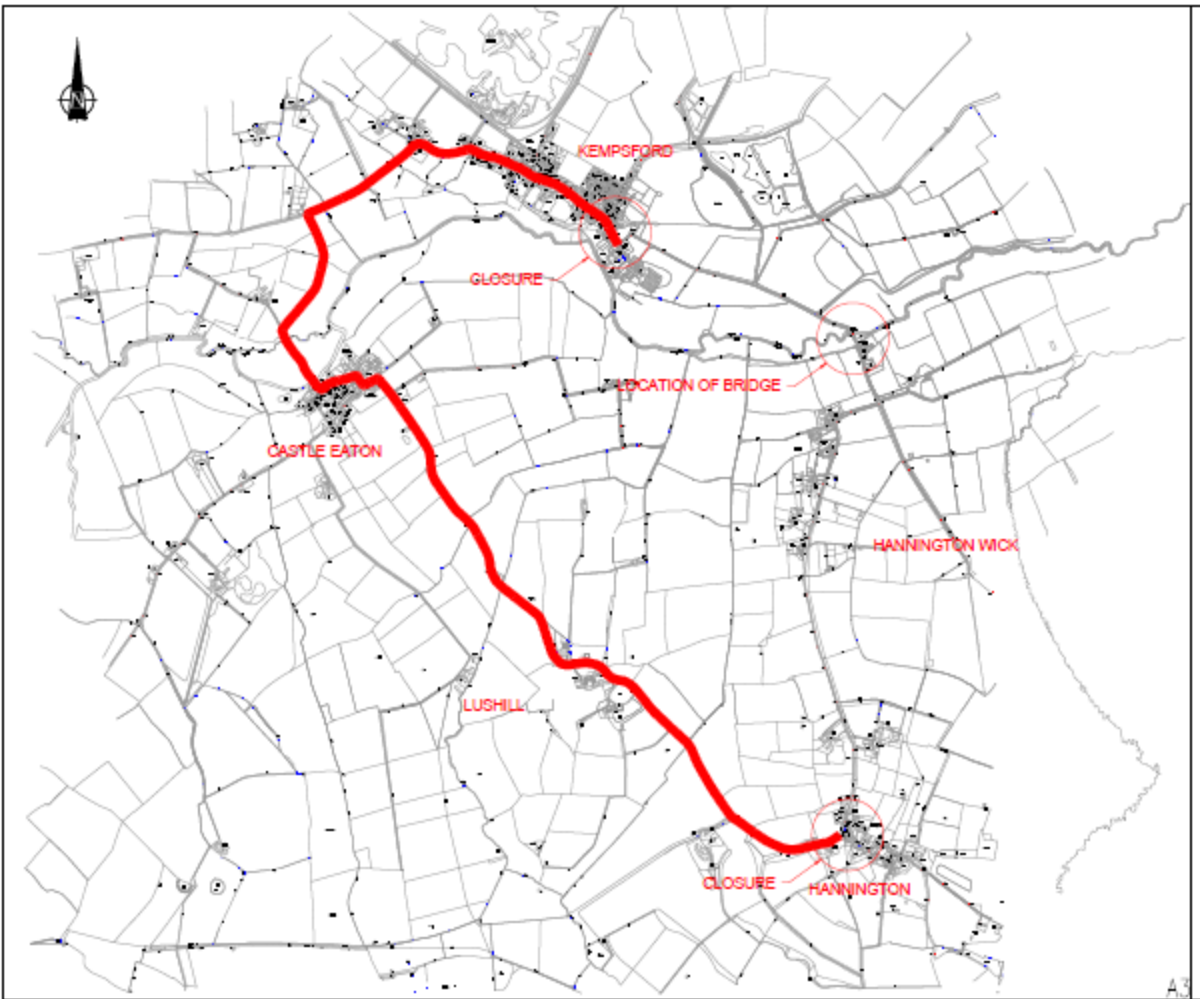 N
KEMPSFORD
CLOSURE
LOCATION OF BRIDGE
CASTLE EATON
HANNINGTON WICK
LUSHILL
CLOSURE
HANNINGTON
A3